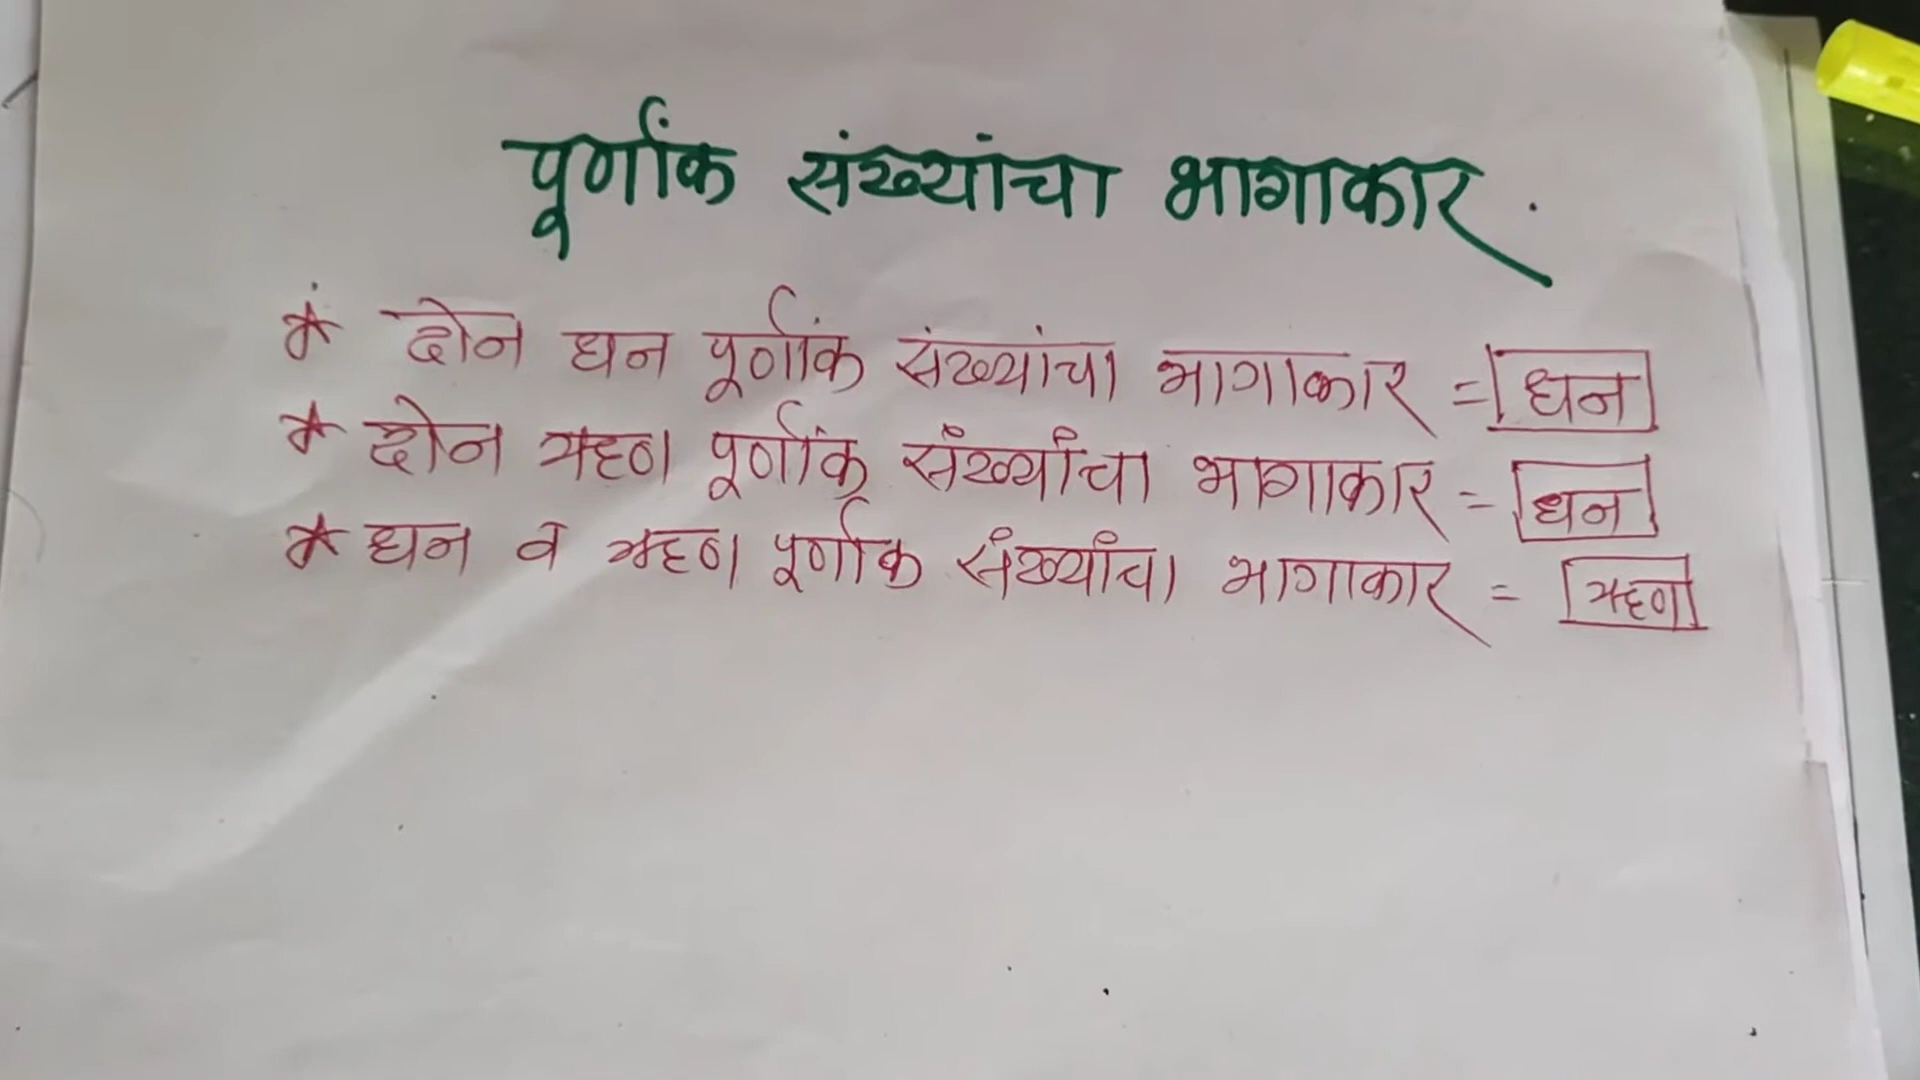 पूर्णांक संख्यांचा भागाकार.
* दोन धन पूर्णांक संख्यांचा भागाकार = धन
* दोन ऋण पूर्णांक संख्यांचा भागाकार = धन
* धन व ऋण पूर्णांक संख्यांचा भागाकार = ऋण